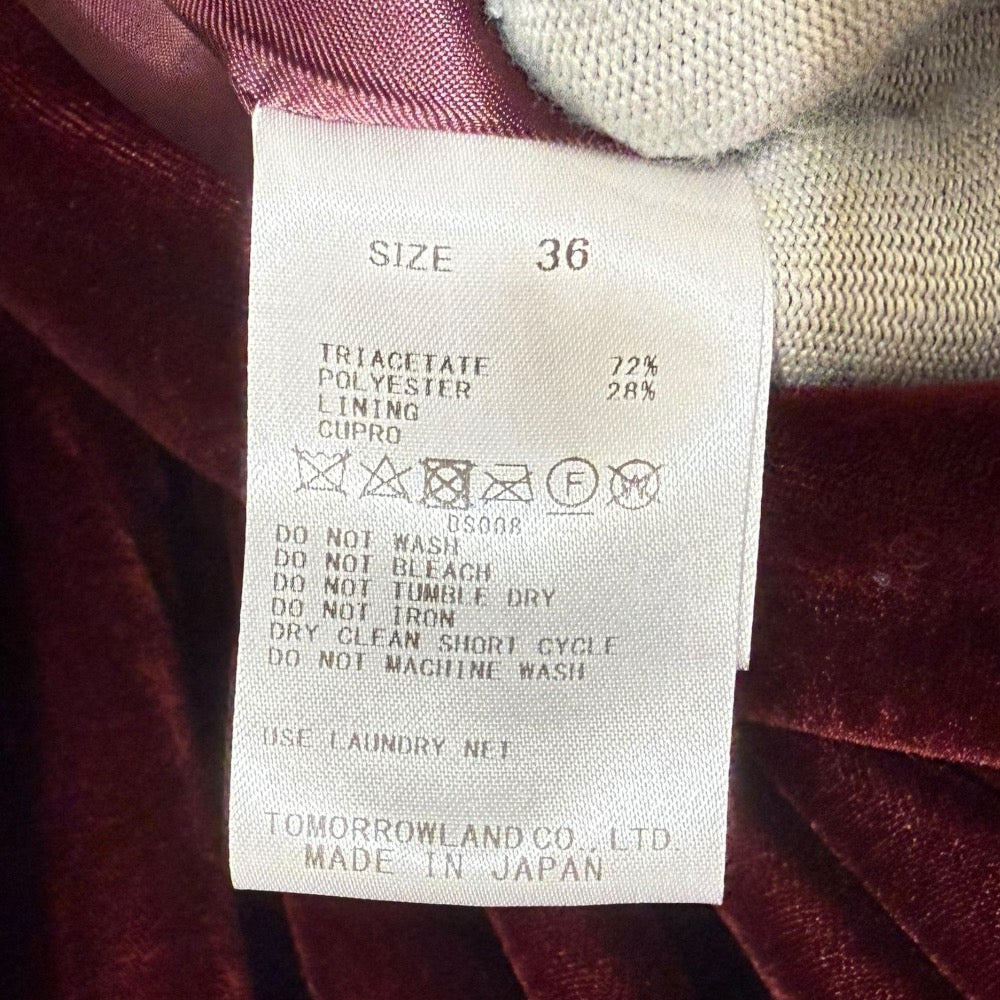 SIZE 36
TRIACETATE 72%
POLYESTER 28%
LINING
CUPRO
F W
DS008
DO NOT WASH
DO NOT BLEACH
DO NOT TUMBLE DRY
DO NOT IRON
DRY CLEAN SHORT CYCLE
DO NOT MACHINE WASH
USE LAUNDRY NET
TOMORROWLAND CO., LTD.
MADE IN JAPAN